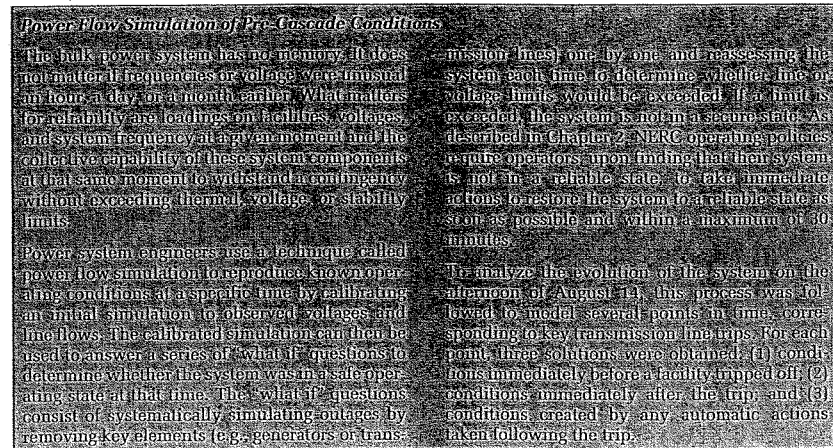 Power Flow Simulation of Pre-Cascade Conditions
The bulk power system has no memory. It does
not matter if frequencies or voltage were unusual
an hour, a day, or a month earlier. What matters
for reliability are loadings on facilities, voltages,
and system frequency at a given moment and the
collective capability of these system components
at that same moment to withstand a contingency
without exceeding thermal, voltage, or stability
limits.
Power system engineers use a technique called
power flow simulation to reproduce known oper-
ating conditions at a specific time by calibrating
an initial simulation to observed voltages and
line flows. The calibrated simulation can then be
used to answer a series of "what if" questions to
determine whether the system was in a safe oper-
ating state at that time. The "what if" questions
consist of systematically simulating outages by
removing key elements (e.g., generators or trans-
mission lines) one by one and reassessing the
system each time to determine whether line or
voltage limits would be exceeded. If a limit is
exceeded, the system is not in a secure state. As
described in Chapter 2, NERC operating policies
require operators, upon finding that their system
is not in a reliable state, to take immediate
actions to restore the system to a reliable state as
soon as possible and within a maximum of 30
minutes.
To analyze the evolution of the system on the
afternoon of August 14, this process was fol-
lowed to model several points in time, corre-
sponding to key transmission line trips. For each
point, three solutions were obtained: (1) condi-
tions immediately before a facility tripped off; (2)
conditions immediately after the trip; and (3)
conditions created by any automatic actions
taken following the trip.